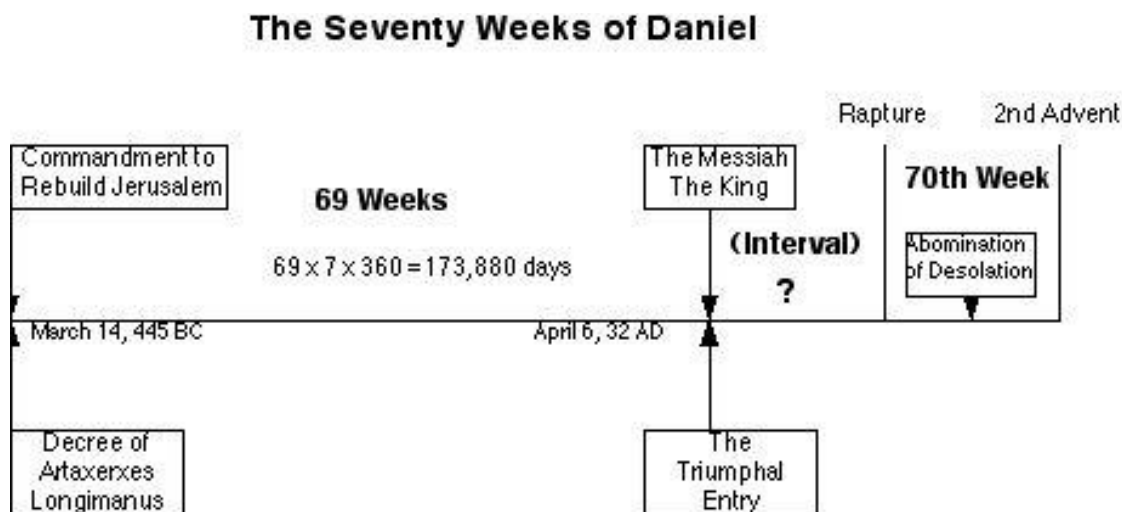 The Seventy Weeks of Daniel
Rapture
2nd Advent
Commandment to
Rebuild Jerusalem
69 Weeks
69 x 7 x 360 = 173,880 days
The Messiah
The King
(Interval)
?
70th Week
Abomination
of Desolation
March 14, 445 BC
April 6, 32 AD
Decree of
Artaxerxes
Longimanus
The
Triumphal
Entry